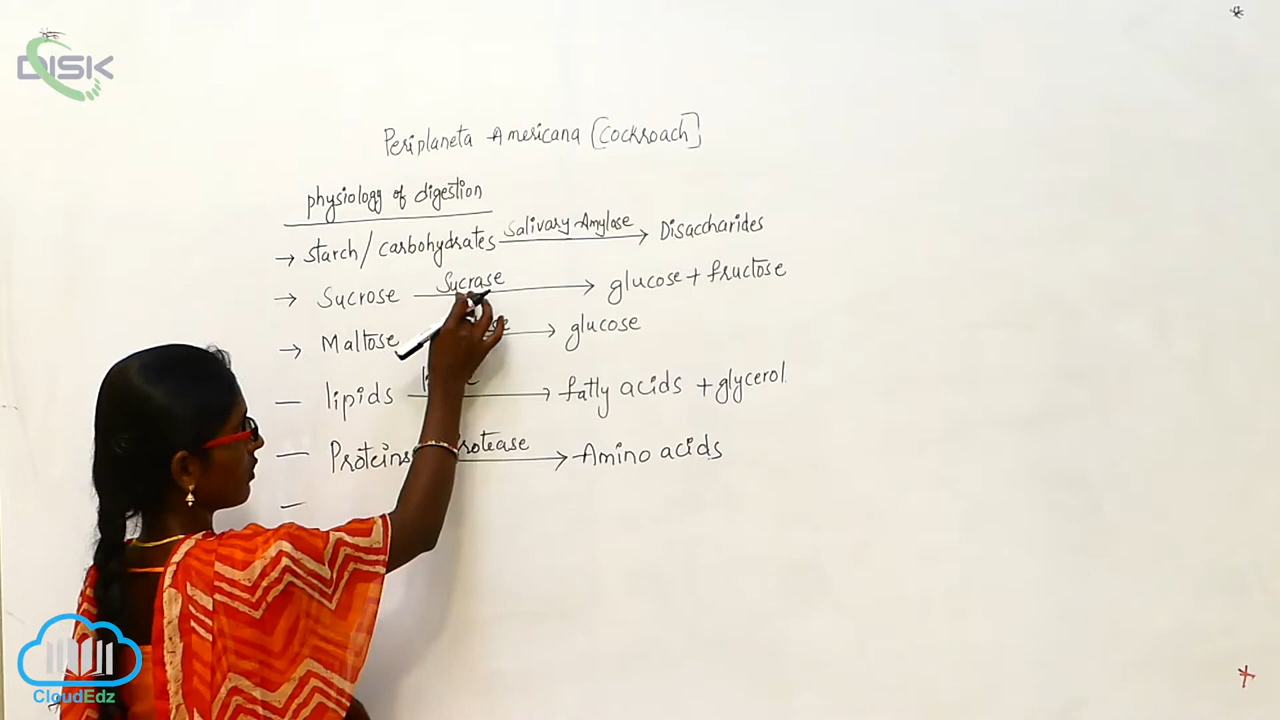 DISK
Periplaneta Americana [Cockroach]
physiology of digestion
→ Starch/carbohydrates Salivary Amylase → Disaccharides
→ Sucrose Sucrase → glucose + fructose
→ Maltose → glucose
— lipids → fatty acids + glycerol
— Proteins Protease → Amino acids
—
CloudEdz